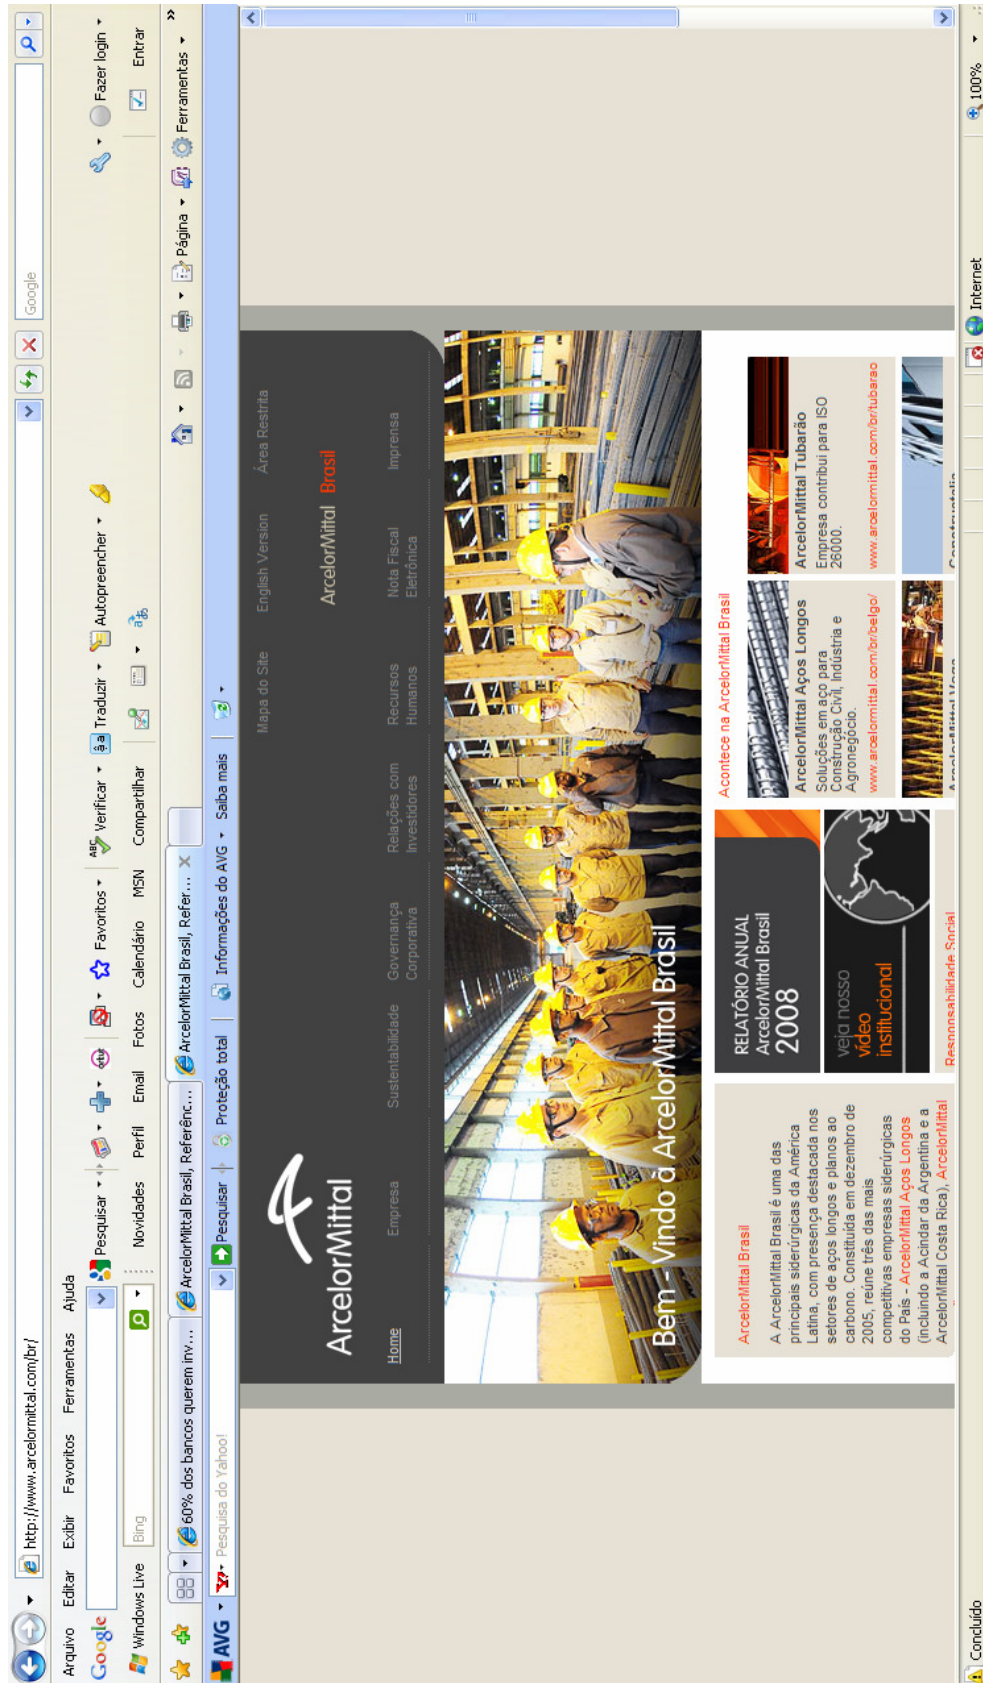 http://www.arcelormittal.com/br/
Google
Arquivo Editar Exibir Favoritos Ferramentas Ajuda
Google
Pesquisar
Favoritos
Verificar
Traduzir
Autopreencher
Fazer login
Windows Live
Bing
Novidades Perfil Email Fotos Calendário MSN Compartilhar
Entrar
60% dos bancos querem inv...
ArcelorMittal Brasil, Referênc...
ArcelorMittal Brasil, Refer...
Página
Ferramentas
AVG
Pesquisa do Yahoo!
Pesquisar
Proteção total
Informações do AVG
Saiba mais
Mapa do Site English Version Área Restrita
ArcelorMittal
ArcelorMittal Brasil
Home
Empresa
Sustentabilidade
Governança
Corporativa
Relações com
Investidores
Recursos
Humanos
Nota Fiscal
Eletrônica
Imprensa
Bem - Vindo à ArcelorMittal Brasil
ArcelorMittal Brasil
A ArcelorMittal Brasil é uma das
principais siderúrgicas da América
Latina, com presença destacada nos
setores de aços longos e planos ao
carbono. Constituída em dezembro de
2005, reúne três das mais
competitivas empresas siderúrgicas
do País – ArcelorMittal Aços Longos
(incluindo a Acindar da Argentina e a
ArcelorMittal Costa Rica), ArcelorMittal
RELATÓRIO ANUAL
ArcelorMittal Brasil
2008
veja nosso
vídeo
institucional
Responsabilidade Social
Acontece na ArcelorMittal Brasil
ArcelorMittal Aços Longos
Soluções em aço para
Construção Civil, Indústria e
Agronegócio.
www.arcelormittal.com/br/belgo/
ArcelorMittal Tubarão
Empresa contribui para ISO
26000.
www.arcelormittal.com/br/tubarao
ArcelorMittal Vega
Concluído
Internet
100%